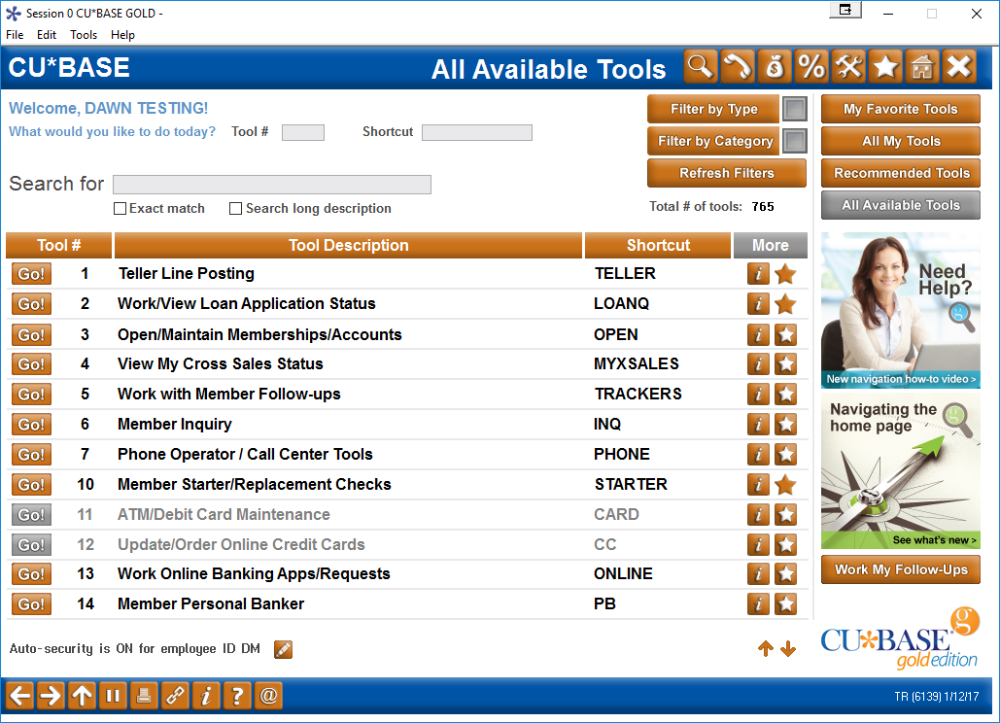 Session 0 CU*BASE GOLD -
File Edit Tools Help
CU*BASE All Available Tools
Welcome, DAWN TESTING!
What would you like to do today? Tool # Shortcut
Search for
Exact match Search long description
Filter by Type
Filter by Category
Refresh Filters
Total # of tools: 765
My Favorite Tools
All My Tools
Recommended Tools
All Available Tools
Tool # Tool Description Shortcut More
Go! 1 Teller Line Posting TELLER i
Go! 2 Work/View Loan Application Status LOANQ i
Go! 3 Open/Maintain Memberships/Accounts OPEN i
Go! 4 View My Cross Sales Status MYXSALES i
Go! 5 Work with Member Follow-ups TRACKERS i
Go! 6 Member Inquiry INQ i
Go! 7 Phone Operator / Call Center Tools PHONE i
Go! 10 Member Starter/Replacement Checks STARTER i
Go! 11 ATM/Debit Card Maintenance CARD i
Go! 12 Update/Order Online Credit Cards CC i
Go! 13 Work Online Banking Apps/Requests ONLINE i
Go! 14 Member Personal Banker PB i
Need
Help?
g
New navigation how-to video >
Navigating the
home page
g
See what's new >
Work My Follow-Ups
Auto-security is ON for employee ID DM
g
CU*BASE
gold edition
i ? @
TR (6139) 1/12/17